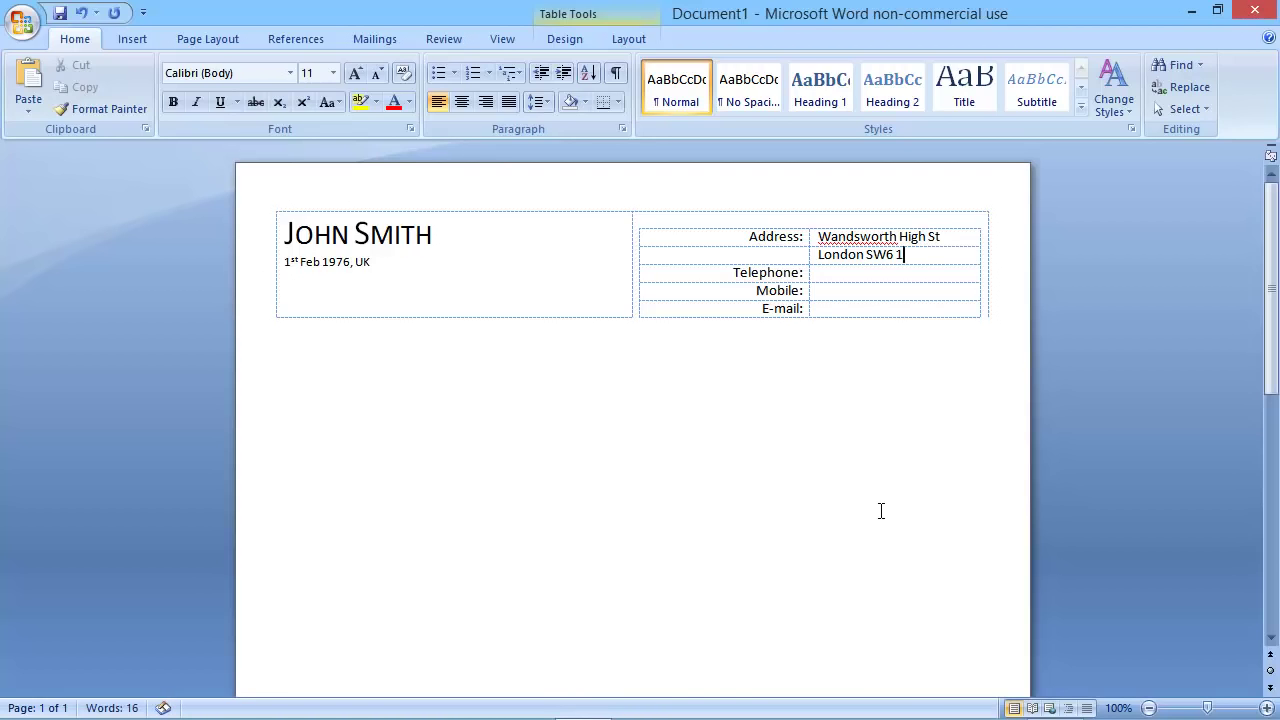 Table Tools
Document1 - Microsoft Word non-commercial use
Home Insert Page Layout References Mailings Review View Design Layout
Paste
Cut
Copy
Format Painter
Clipboard
Calibri (Body) 11
B I U abc x₂ x² Aa
Font
Paragraph
AaBbCcDc AaBbCcDc AaBbC AaBbCc AaB AaBbCc.
¶ Normal ¶ No Spaci... Heading 1 Heading 2 Title Subtitle
Change Styles
Styles
Find
Replace
Select
Editing
JOHN SMITH
1st Feb 1976, UK
Address: Wandsworth High St
London SW6 1
Telephone:
Mobile:
E-mail:
Page: 1 of 1 Words: 16 100%